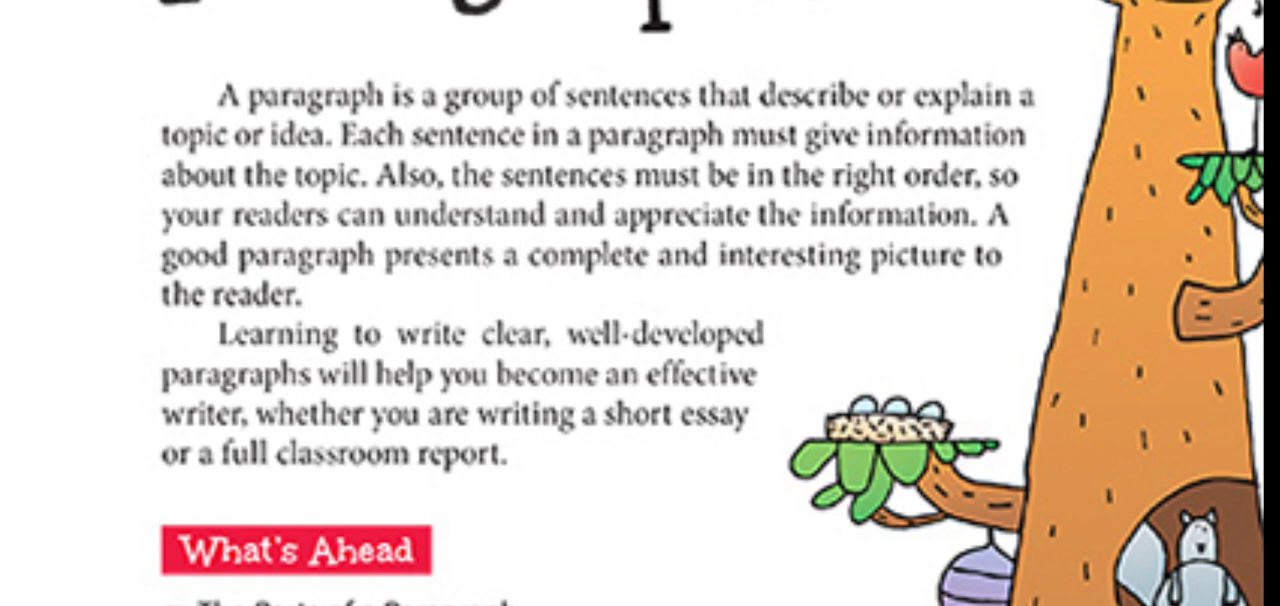 A paragraph is a group of sentences that describe or explain a
topic or idea. Each sentence in a paragraph must give information
about the topic. Also, the sentences must be in the right order, so
your readers can understand and appreciate the information. A
good paragraph presents a complete and interesting picture to
the reader.
Learning to write clear, well-developed
paragraphs will help you become an effective
writer, whether you are writing a short essay
or a full classroom report.
What's Ahead